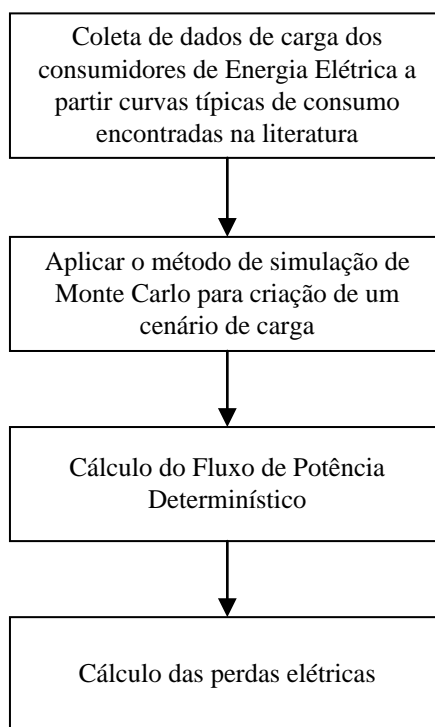 Coleta de dados de carga dos
consumidores de Energia Elétrica a
partir curvas típicas de consumo
encontradas na literatura
Aplicar o método de simulação de
Monte Carlo para criação de um
cenário de carga
Cálculo do Fluxo de Potência
Determinístico
Cálculo das perdas elétricas